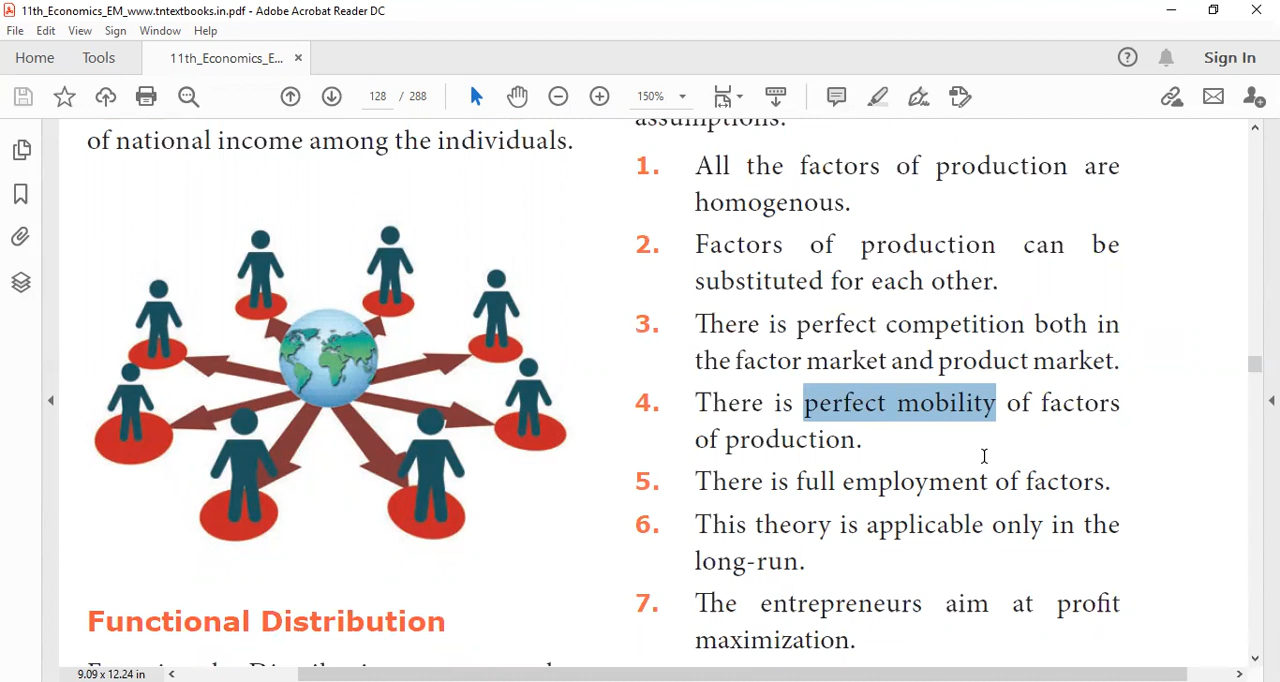 11th_Economics_EM_www.tntextbooks.in.pdf - Adobe Acrobat Reader DC
File Edit View Sign Window Help
Home Tools 11th_Economics_E... × Sign In
128 / 288 150%
of national income among the individuals.
Functional Distribution
assumptions.
1. All the factors of production are
homogenous.
2. Factors of production can be
substituted for each other.
3. There is perfect competition both in
the factor market and product market.
4. There is perfect mobility of factors
of production.
5. There is full employment of factors.
6. This theory is applicable only in the
long-run.
7. The entrepreneurs aim at profit
maximization.
9.09 x 12.24 in